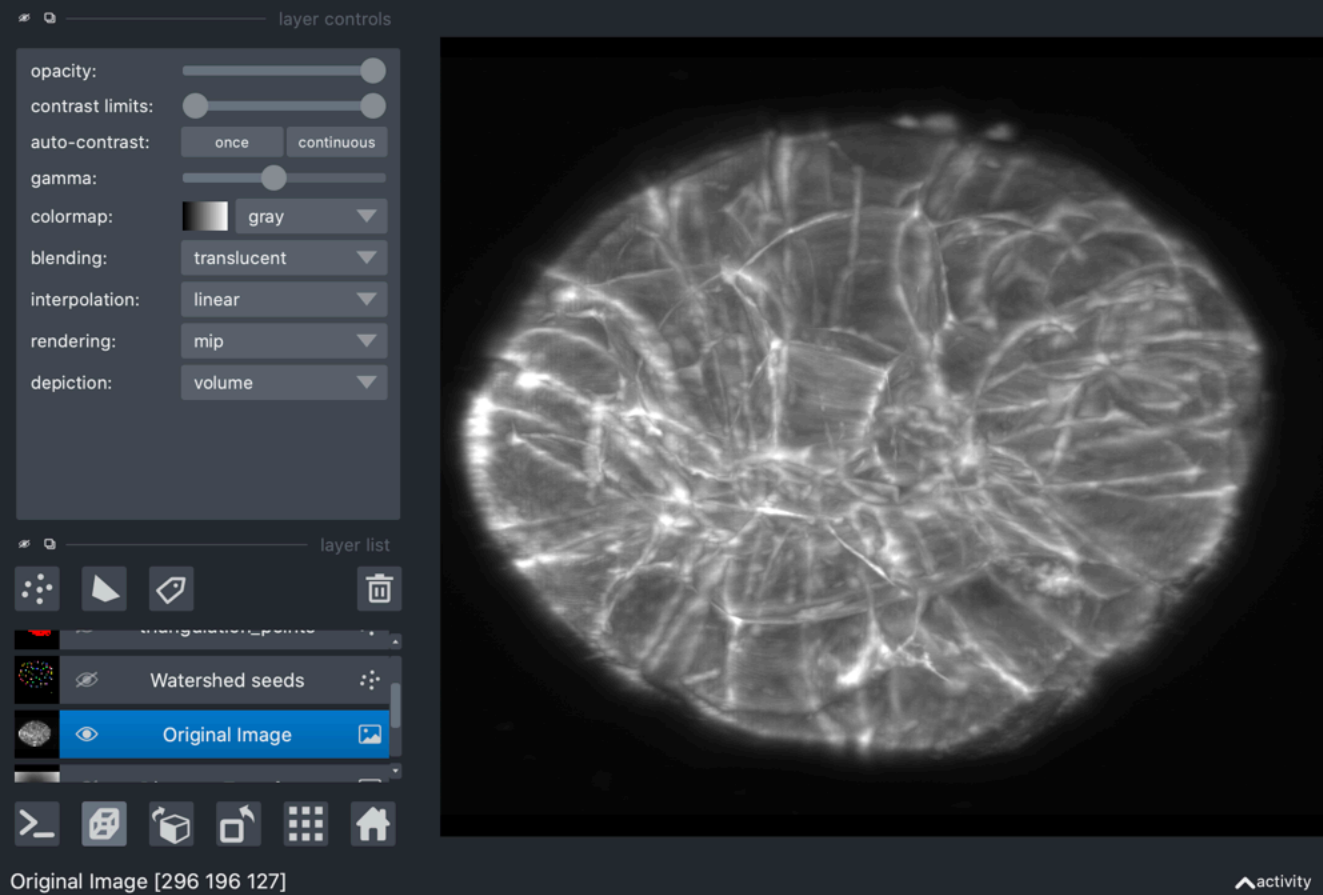 layer controls
opacity:
contrast limits:
auto-contrast: once continuous
gamma:
colormap: gray
blending: translucent
interpolation: linear
rendering: mip
depiction: volume
layer list
triangulation_points
Watershed seeds
Original Image
Original Image [296 196 127]
activity